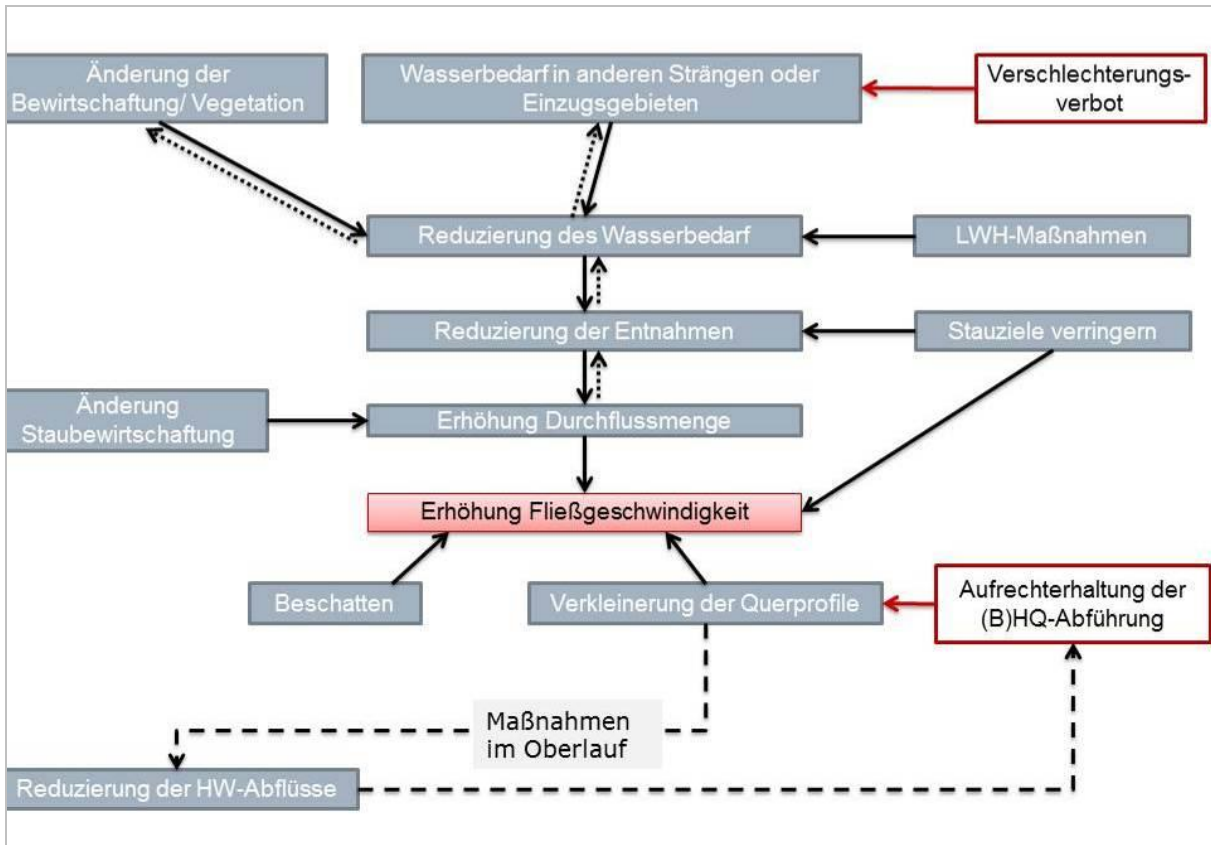 Änderung der
Bewirtschaftung/ Vegetation
Wasserbedarf in anderen Strängen oder
Einzugsgebieten
Verschlechterungs-
verbot
Reduzierung des Wasserbedarf
LWH-Maßnahmen
Reduzierung der Entnahmen
Stauziele verringern
Änderung
Staubewirtschaftung
Erhöhung Durchflussmenge
Erhöhung Fließgeschwindigkeit
Beschatten
Verkleinerung der Querprofile
Aufrechterhaltung der
(B)HQ-Abführung
Maßnahmen
im Oberlauf
Reduzierung der HW-Abflüsse